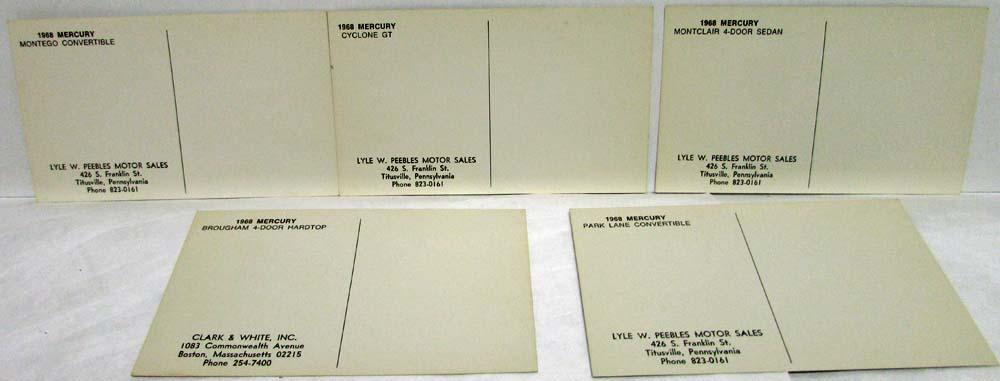 1968 MERCURY
MONTEGO CONVERTIBLE
LYLE W. PEEBLES MOTOR SALES
426 S. Franklin St.
Titusville, Pennsylvania
Phone 823-0161
1968 MERCURY
CYCLONE GT
LYLE W. PEEBLES MOTOR SALES
426 S. Franklin St.
Titusville, Pennsylvania
Phone 823-0161
1968 MERCURY
MONTCLAIR 4-DOOR SEDAN
LYLE W. PEEBLES MOTOR SALES
426 S. Franklin St.
Titusville, Pennsylvania
Phone 823-0161
1968 MERCURY
BROUGHAM 4-DOOR HARDTOP
CLARK & WHITE, INC.
1083 Commonwealth Avenue
Boston, Massachusetts 02215
Phone 254-7400
1968 MERCURY
PARK LANE CONVERTIBLE
LYLE W. PEEBLES MOTOR SALES
426 S. Franklin St.
Titusville, Pennsylvania
Phone 823-0161